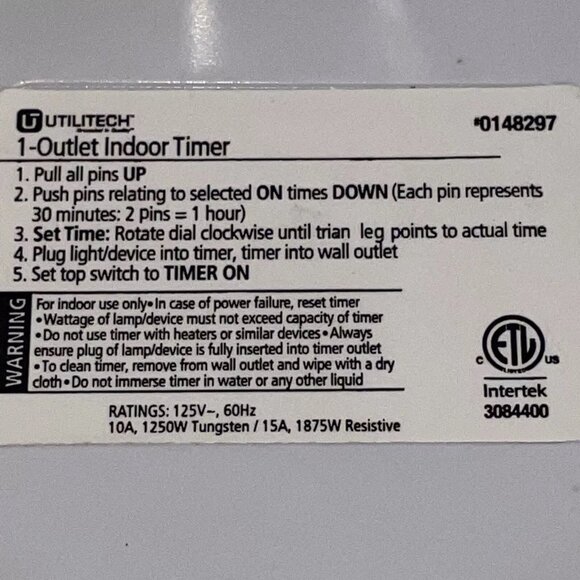 UTILITECH #0148297
1-Outlet Indoor Timer
1. Pull all pins UP
2. Push pins relating to selected ON times DOWN (Each pin represents
30 minutes: 2 pins = 1 hour)
3. Set Time: Rotate dial clockwise until trian leg points to actual time
4. Plug light/device into timer, timer into wall outlet
5. Set top switch to TIMER ON
WARNING
For indoor use only • In case of power failure, reset timer
• Wattage of lamp/device must not exceed capacity of timer
• Do not use timer with heaters or similar devices • Always
ensure plug of lamp/device is fully inserted into timer outlet
• To clean timer, remove from wall outlet and wipe with a dry
cloth • Do not immerse timer in water or any other liquid
C ETL US
LISTED
Intertek
3084400
RATINGS: 125V~, 60Hz
10A, 1250W Tungsten / 15A, 1875W Resistive